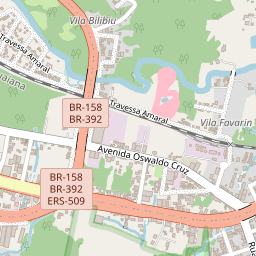 Vila Bilibiu
Travessa Amaral
Travessa Amaral
BR-158
BR-392
Vila Favarin
Avenida Oswaldo Cruz
BR-158
BR-392
ERS-509